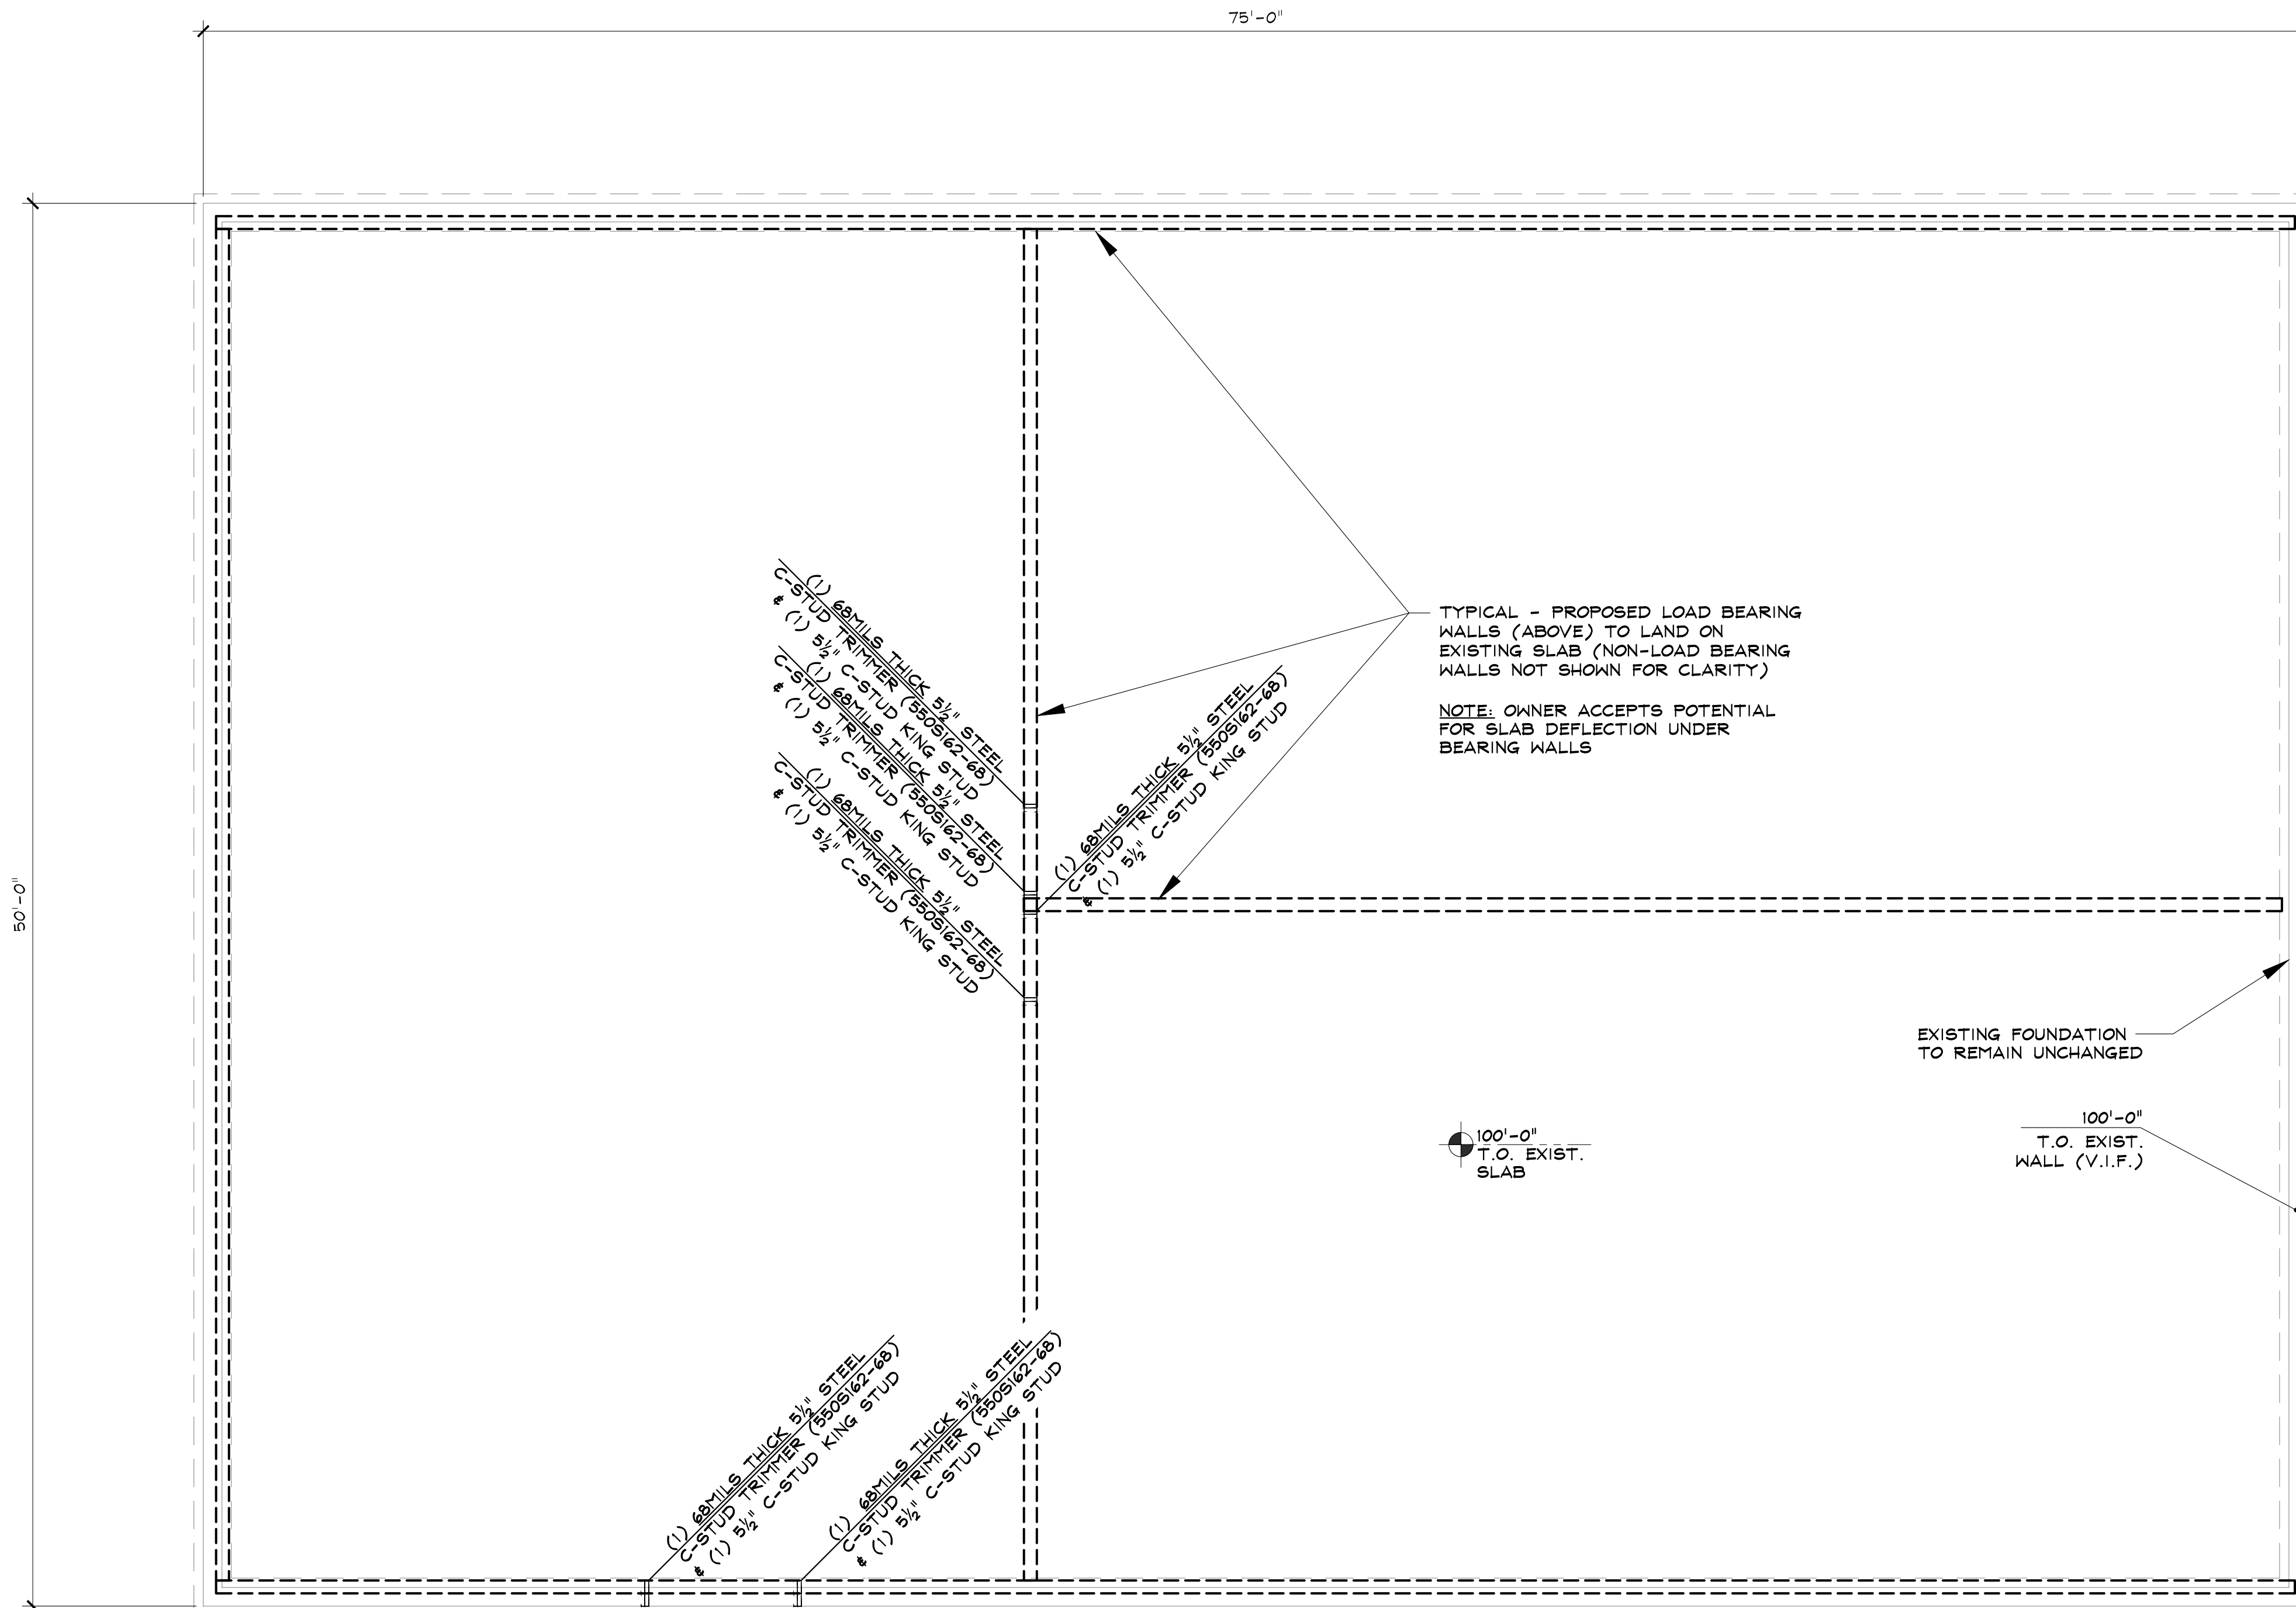 75'-0"
50'-0"
(1) 68MILS THICK 5½" STEEL
C-STUD TRIMMER (550S162-68)
& (1) 5½" C-STUD KING STUD
(1) 68MILS THICK 5½" STEEL
C-STUD TRIMMER (550S162-68)
& (1) 5½" C-STUD KING STUD
(1) 68MILS THICK 5½" STEEL
C-STUD TRIMMER (550S162-68)
& (1) 5½" C-STUD KING STUD
(1) 68MILS THICK 5½" STEEL
C-STUD TRIMMER (550S162-68)
& (1) 5½" C-STUD KING STUD
TYPICAL - PROPOSED LOAD BEARING
WALLS (ABOVE) TO LAND ON
EXISTING SLAB (NON-LOAD BEARING
WALLS NOT SHOWN FOR CLARITY)
NOTE: OWNER ACCEPTS POTENTIAL
FOR SLAB DEFLECTION UNDER
BEARING WALLS
EXISTING FOUNDATION
TO REMAIN UNCHANGED
100'-0"
T.O. EXIST.
SLAB
100'-0"
T.O. EXIST.
WALL (V.I.F.)
(1) 68MILS THICK 5½" STEEL
C-STUD TRIMMER (550S162-68)
& (1) 5½" C-STUD KING STUD
(1) 68MILS THICK 5½" STEEL
C-STUD TRIMMER (550S162-68)
& (1) 5½" C-STUD KING STUD